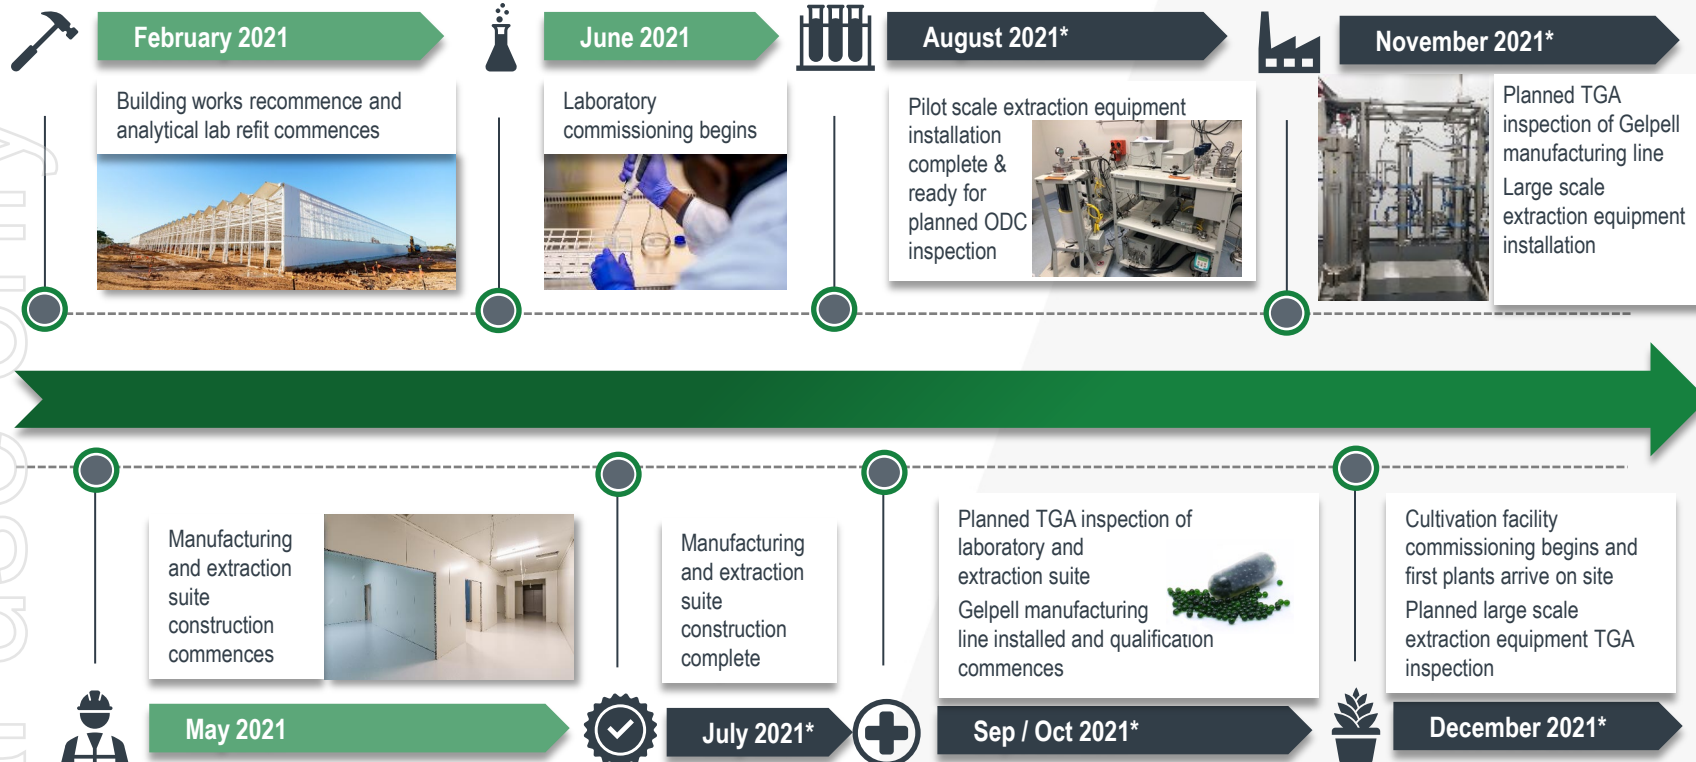 February 2021
Building works recommence and
analytical lab refit commences
June 2021
Laboratory
commissioning begins
August 2021*
Pilot scale extraction equipment
installation
complete &
ready for
planned ODC
inspection
November 2021*
Planned TGA
inspection of Gelpell
manufacturing line
Large scale
extraction equipment
installation
Manufacturing
and extraction
suite
construction
commences
May 2021
Manufacturing
and extraction
suite
construction
complete
July 2021*
Planned TGA inspection of
laboratory and
extraction suite
Gelpell manufacturing
line installed and qualification
commences
Sep / Oct 2021*
Cultivation facility
commissioning begins and
first plants arrive on site
Planned large scale
extraction equipment TGA
inspection
December 2021*